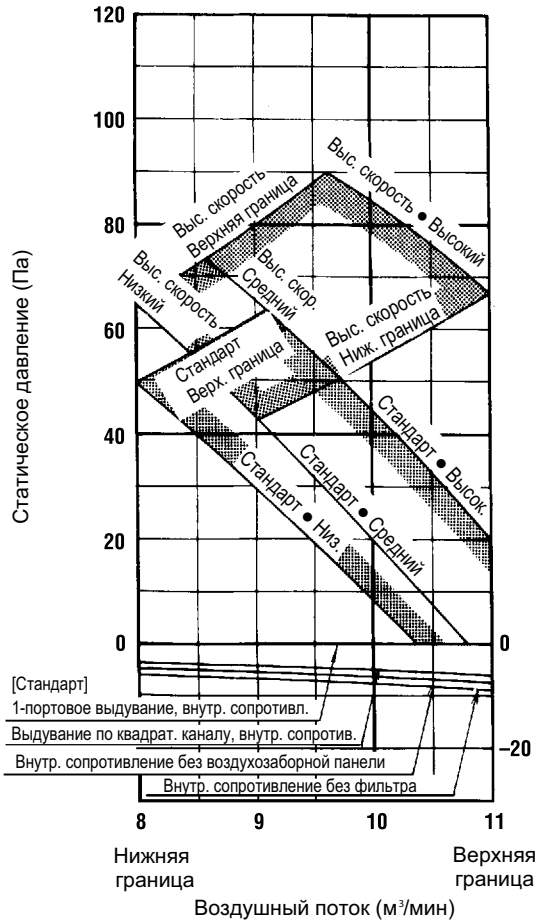 120
100
80
60
40
20
0
Статическое давление (Па)
Выс. скорость
Верхняя граница
Выс. скорость ● Высокий
Выс. скорость
Низкий
Выс. скор.
Средний
Выс. скорость
Ниж. граница
Стандарт
Верх. граница
Стандарт ● Высок.
Стандарт ● Средний
Стандарт ● Низ.
0
–20
[Стандарт]
1-портовое выдувание, внутр. сопротивл.
Выдувание по квадрат. каналу, внутр. сопротив.
Внутр. сопротивление без воздухозаборной панели
Внутр. сопротивление без фильтра
8
9
10
11
Нижняя
граница
Верхняя
граница
Воздушный поток (м³/мин)